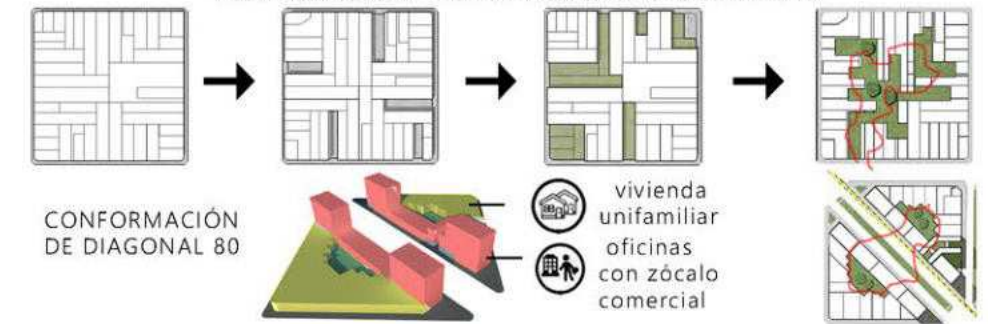 CONFORMACIÓN
DE DIAGONAL 80
vivienda
unifamiliar
oficinas
con zócalo
comercial